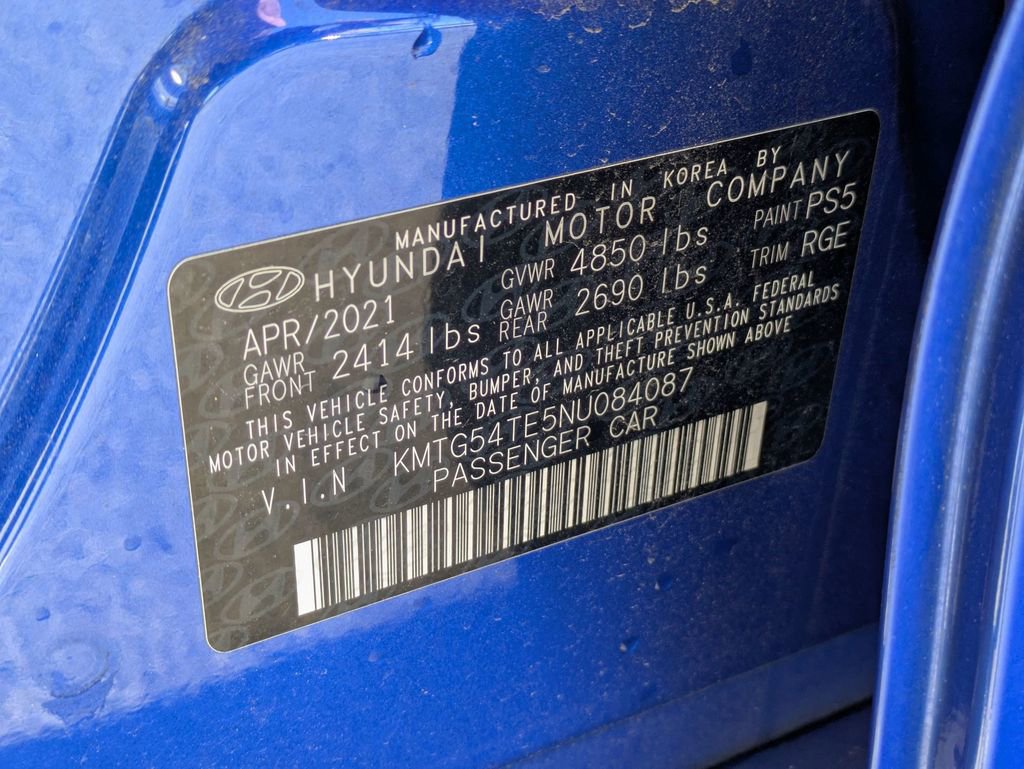 MANUFACTURED IN KOREA BY
HYUNDAI MOTOR COMPANY
APR/2021 GVWR 4850 lbs PAINT PS5
GAWR FRONT 2414 lbs GAWR REAR 2690 lbs TRIM RGE
THIS VEHICLE CONFORMS TO ALL APPLICABLE U.S.A. FEDERAL
MOTOR VEHICLE SAFETY, BUMPER, AND THEFT PREVENTION STANDARDS
IN EFFECT ON THE DATE OF MANUFACTURE SHOWN ABOVE
V.I.N KMTG54TE5NU084087
PASSENGER CAR